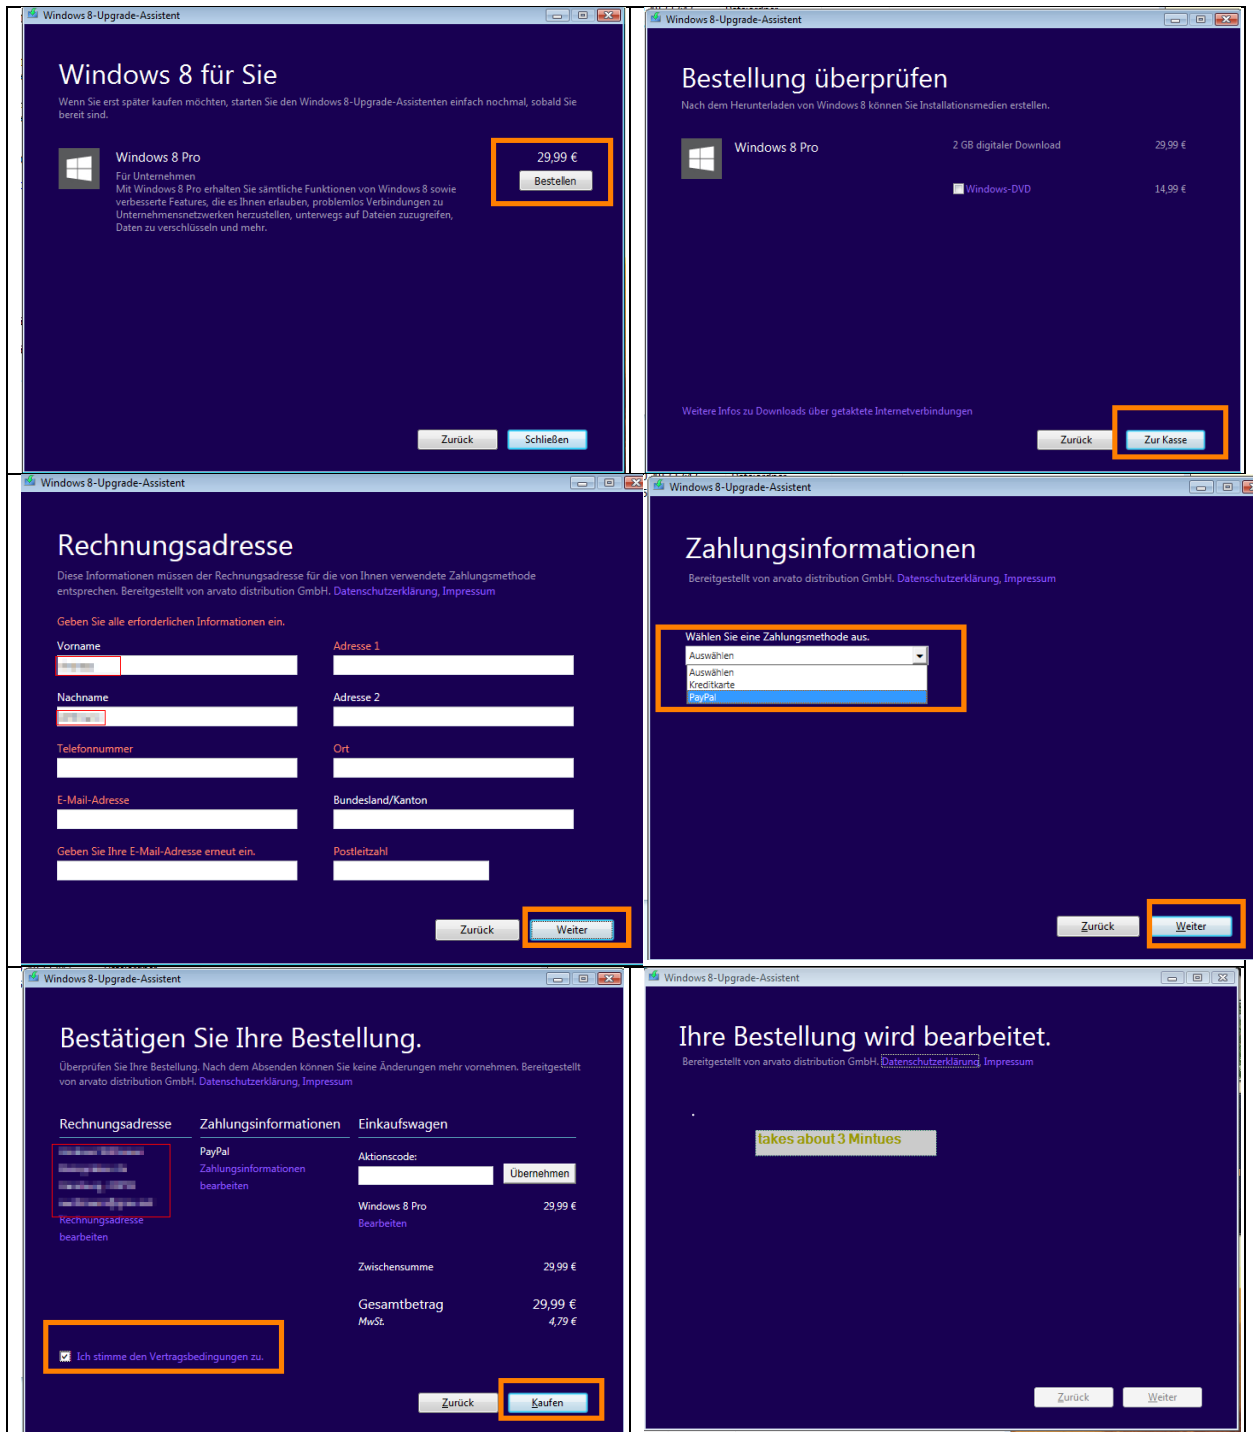 Windows 8-Upgrade-Assistent
Windows 8 für Sie
Wenn Sie erst später kaufen möchten, starten Sie den Windows 8-Upgrade-Assistenten einfach nochmal, sobald Sie
bereit sind.
Windows 8 Pro
29,99 €
Für Unternehmen
Bestellen
Mit Windows 8 Pro erhalten Sie sämtliche Funktionen von Windows 8 sowie
verbesserte Features, die es Ihnen erlauben, problemlos Verbindungen zu
Unternehmensnetzwerken herzustellen, unterwegs auf Dateien zuzugreifen,
Daten zu verschlüsseln und mehr.
Zurück
Schließen
Windows 8-Upgrade-Assistent
Bestellung überprüfen
Nach dem Herunterladen von Windows 8 können Sie Installationsmedien erstellen.
Windows 8 Pro
2 GB digitaler Download
29,99 €
Windows-DVD
14,99 €
Weitere Infos zu Downloads über getaktete Internetverbindungen
Zurück
Zur Kasse
Windows 8-Upgrade-Assistent
Rechnungsadresse
Diese Informationen müssen der Rechnungsadresse für die von Ihnen verwendete Zahlungsmethode
entsprechen. Bereitgestellt von arvato distribution GmbH. Datenschutzerklärung, Impressum
Geben Sie alle erforderlichen Informationen ein.
Vorname
Adresse 1
Nachname
Adresse 2
Telefonnummer
Ort
E-Mail-Adresse
Bundesland/Kanton
Geben Sie Ihre E-Mail-Adresse erneut ein.
Postleitzahl
Zurück
Weiter
Windows 8-Upgrade-Assistent
Zahlungsinformationen
Bereitgestellt von arvato distribution GmbH. Datenschutzerklärung, Impressum
Wählen Sie eine Zahlungsmethode aus.
Auswählen
Auswählen
Kreditkarte
PayPal
Zurück
Weiter
Windows 8-Upgrade-Assistent
Bestätigen Sie Ihre Bestellung.
Überprüfen Sie Ihre Bestellung. Nach dem Absenden können Sie keine Änderungen mehr vornehmen. Bereitgestellt
von arvato distribution GmbH. Datenschutzerklärung, Impressum
Rechnungsadresse
Zahlungsinformationen
Einkaufswagen
PayPal
Aktionscode:
Zahlungsinformationen
bearbeiten
Übernehmen
Windows 8 Pro
29,99 €
Rechnungsadresse
bearbeiten
Bearbeiten
Zwischensumme
29,99 €
Gesamtbetrag
29,99 €
MwSt.
4,79 €
Ich stimme den Vertragsbedingungen zu.
Zurück
Kaufen
Windows 8-Upgrade-Assistent
Ihre Bestellung wird bearbeitet.
Bereitgestellt von arvato distribution GmbH. Datenschutzerklärung, Impressum
takes about 3 Mintues
Zurück
Weiter